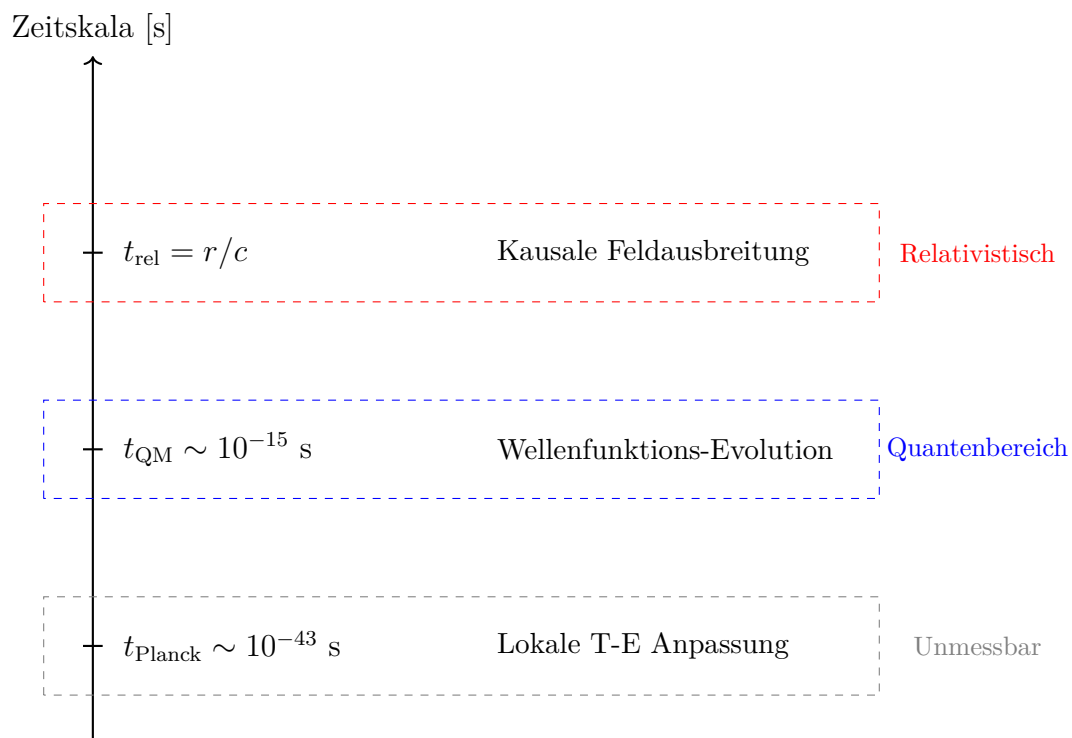 Zeitskala [s]
t_rel = r/c Kausale Feldausbreitung Relativistisch
t_QM ∼ 10⁻¹⁵ s Wellenfunktions-Evolution Quantenbereich
t_Planck ∼ 10⁻⁴³ s Lokale T-E Anpassung Unmessbar